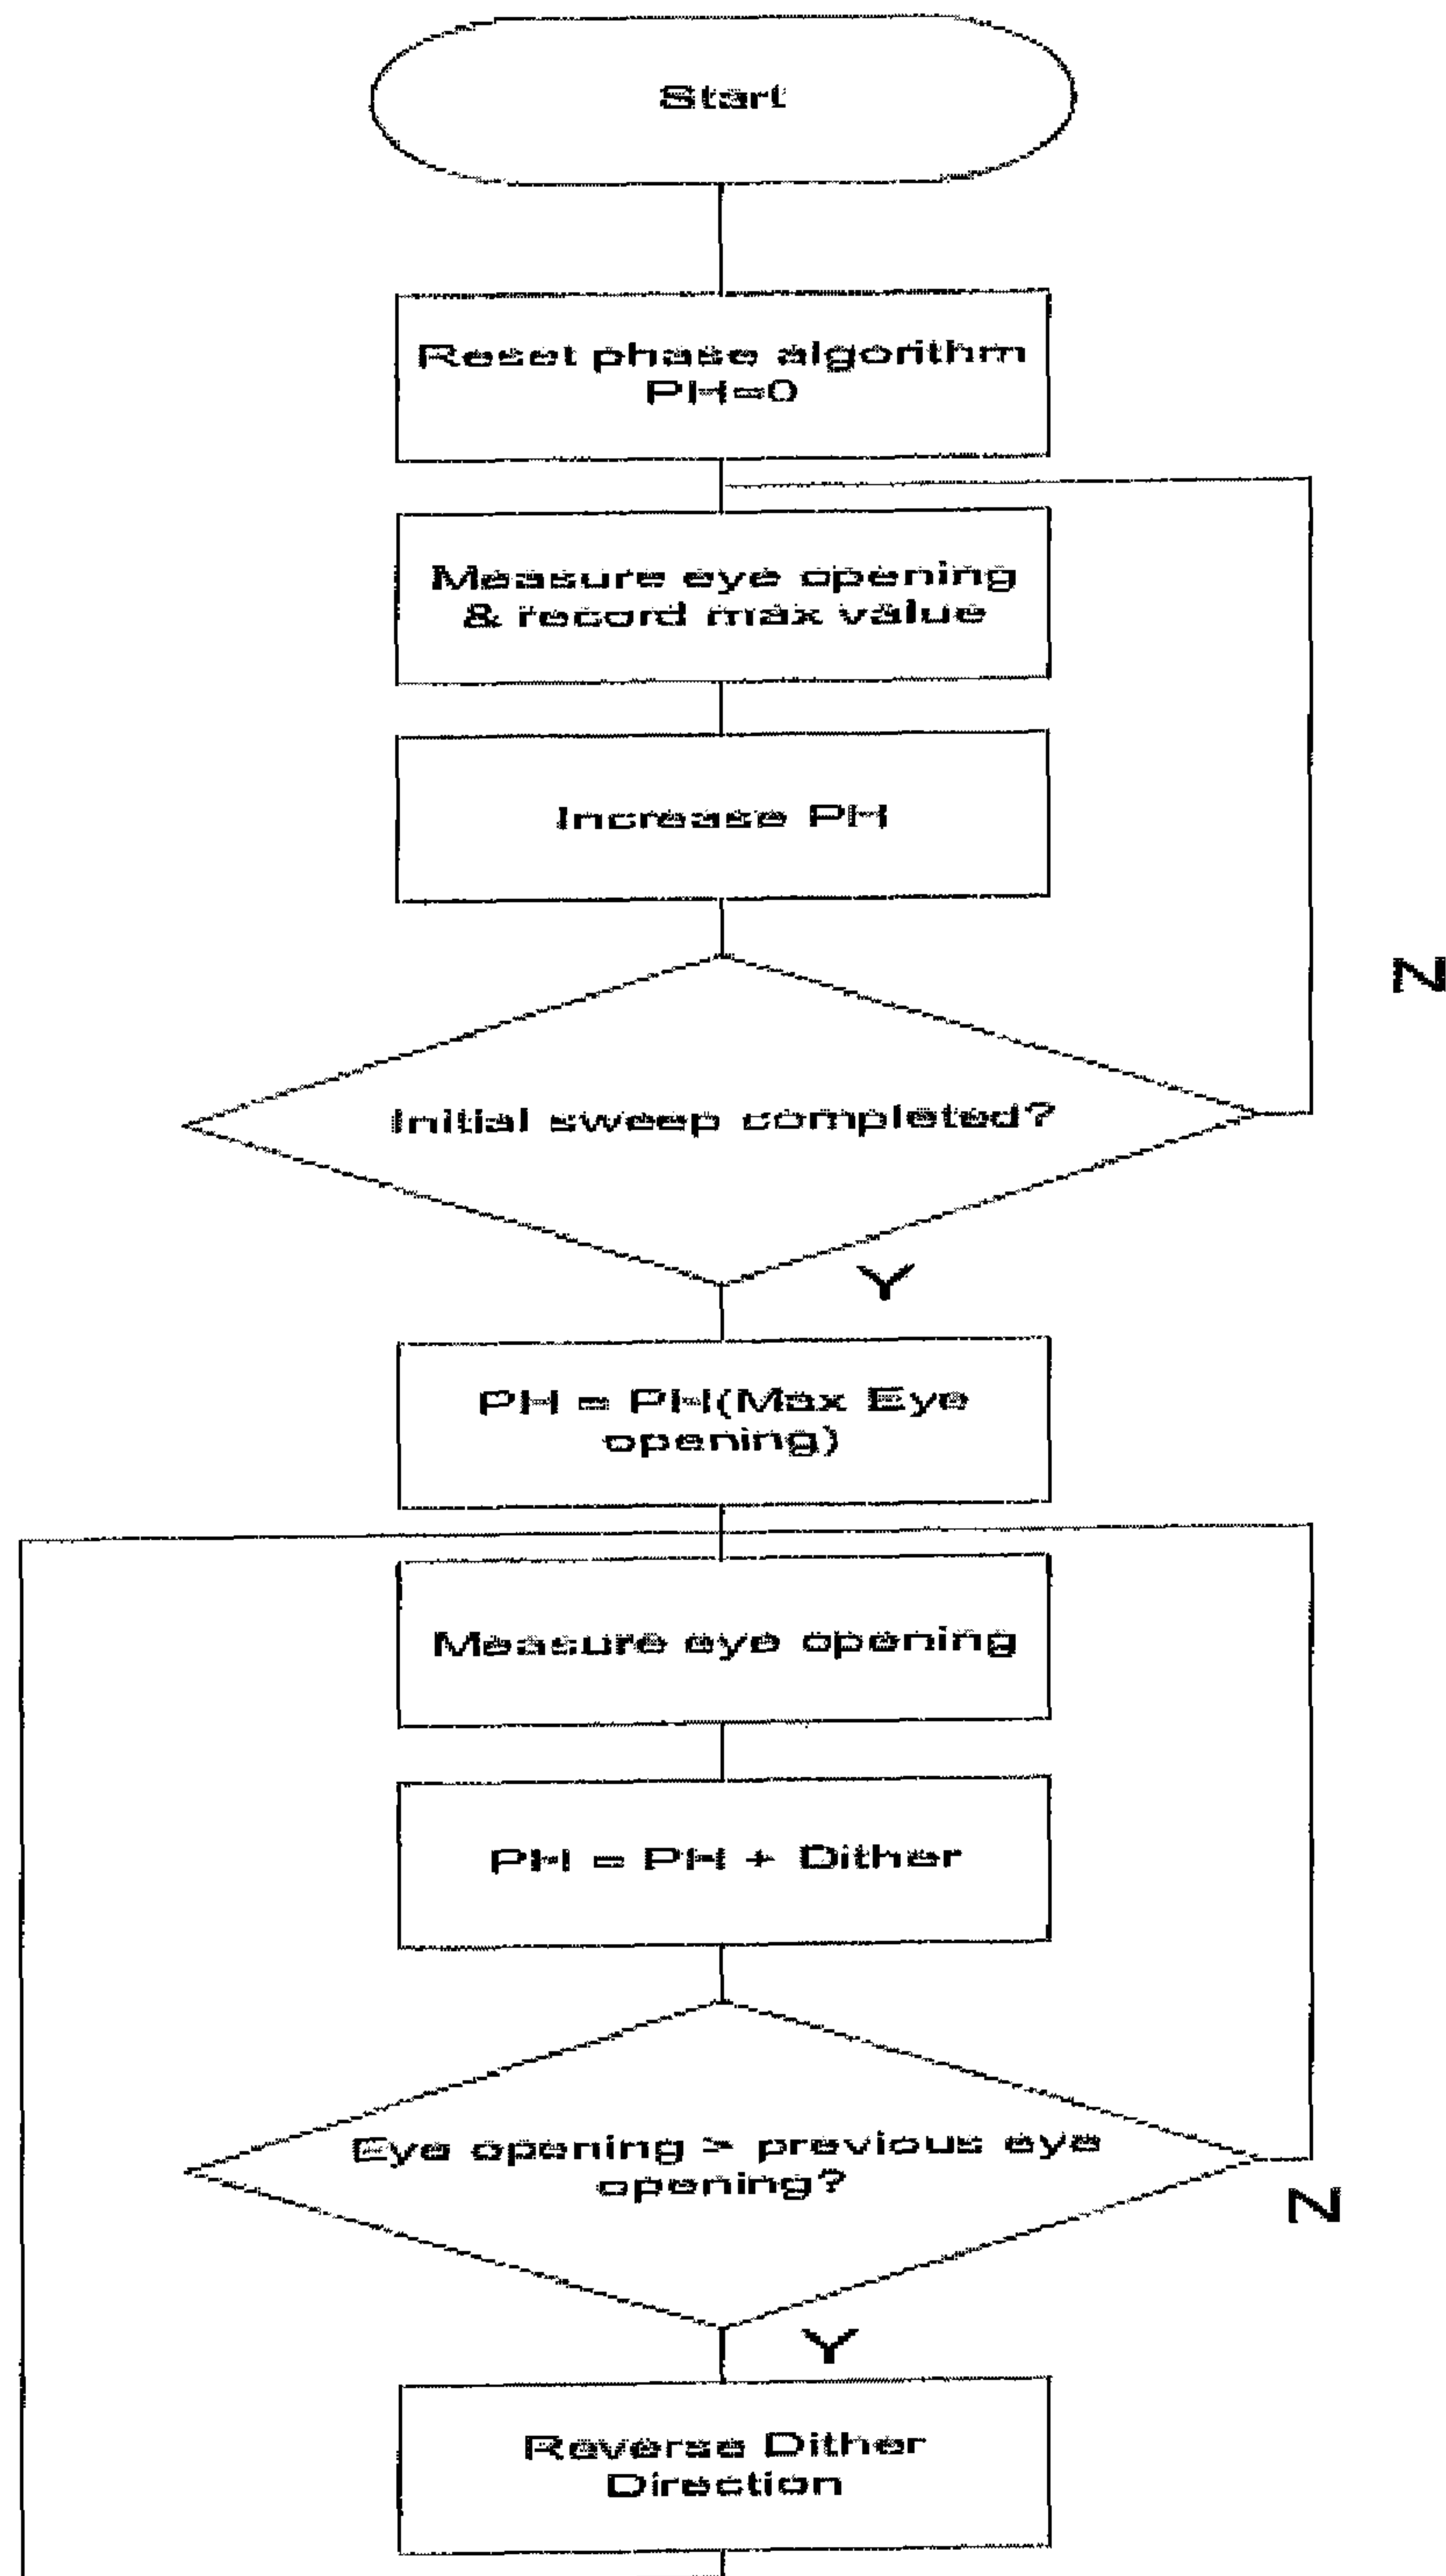 Start
Reset phase algorithm
PH=0
Measure eye opening
& record max value
Increase PH
N
Initial sweep completed?
Y
PH = PH(Max Eye
opening)
Measure eye opening
PH = PH + Dither
Eye opening > previous eye
opening?
N
Y
Reverse Dither
Direction